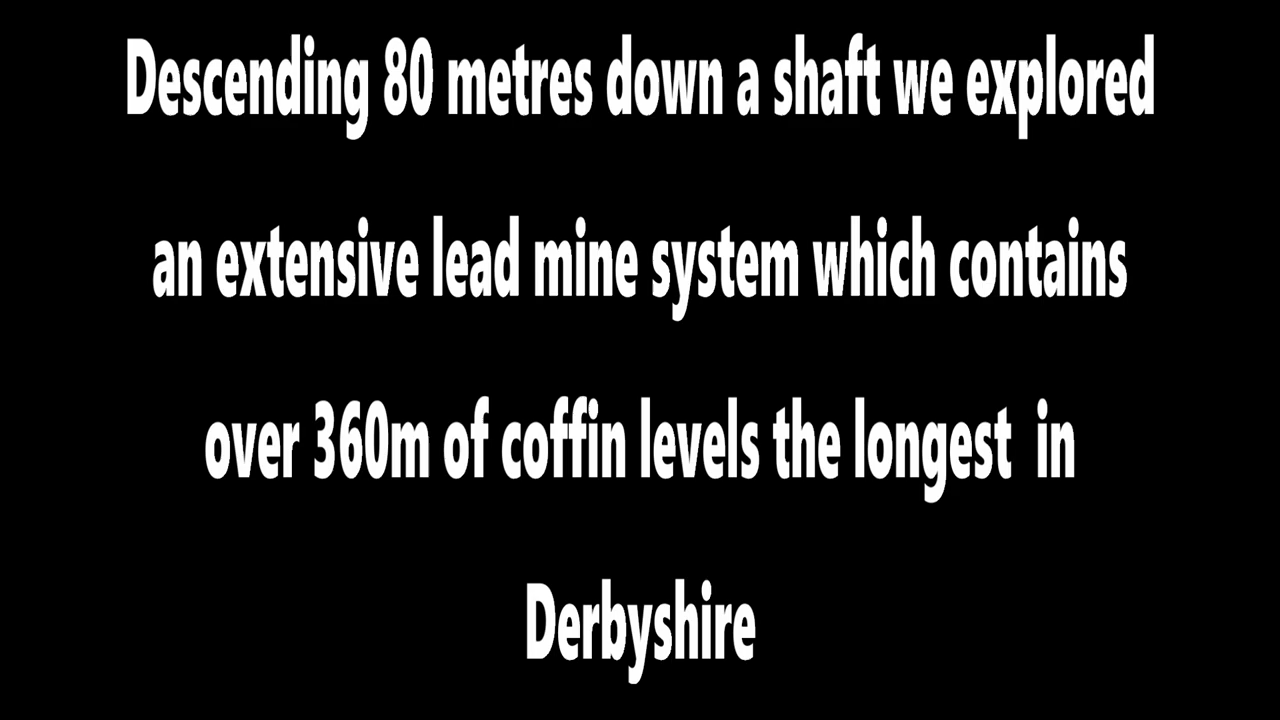 Descending 80 metres down a shaft we explored
an extensive lead mine system which contains
over 360m of coffin levels the longest  in
Derbyshire